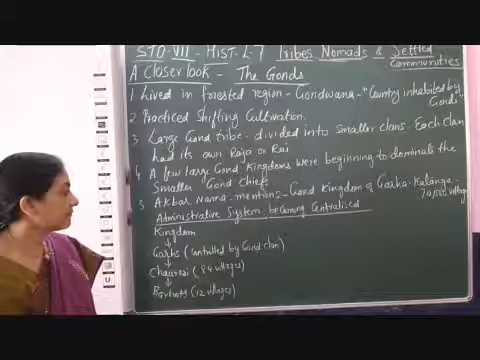 STD-VII - HIST-L-7 Tribes Nomads & Settled
Communities
A Closer look - The Gonds
1 Lived in forested region - Gondwana - "Country inhabited by
Gonds"
2 Practiced Shifting Cultivation.
3 Large Gond tribe - divided into smaller clans. Each clan
had its own Raja or Rai
4 A few large Gond Kingdoms were beginning to dominate the
Smaller Gond Chiefs
5 Akbar Nama - mentions - Gond Kingdom of Garha-Katanga -
70,000 villages
Administrative System becoming Centralised
Kingdom
Garhs (Controlled by Gond clan)
Chaurasi (84 villages)
Barhots (12 villages)